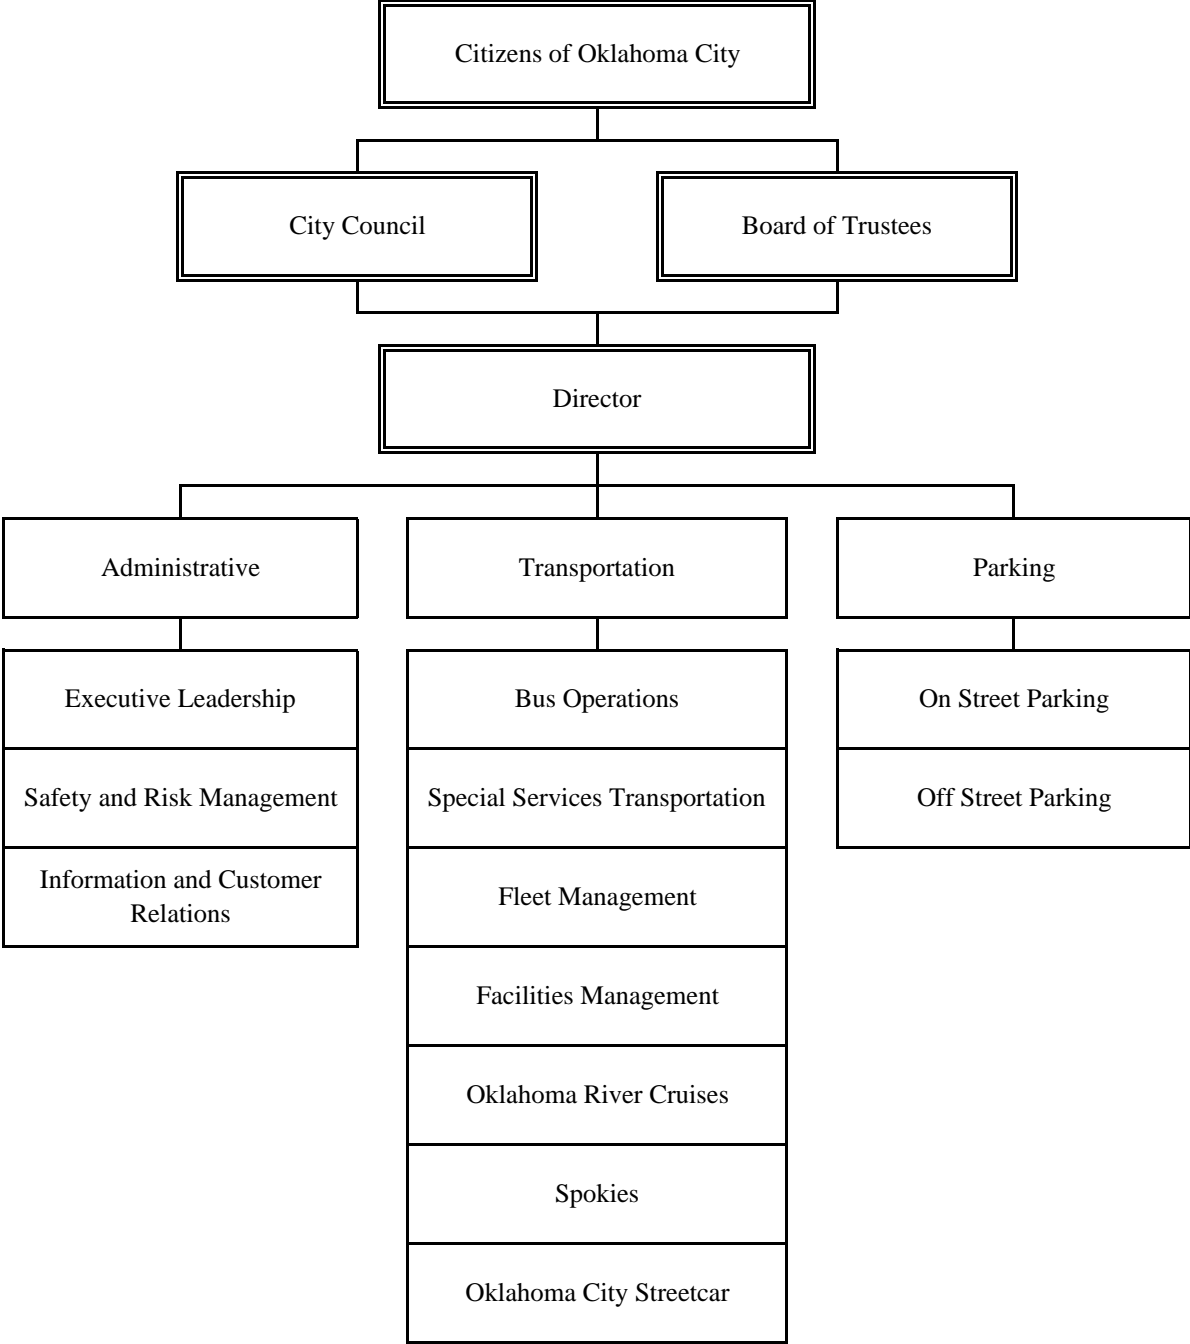 Citizens of Oklahoma City
City Council
Board of Trustees
Director
Administrative
Transportation
Parking
Executive Leadership
Safety and Risk Management
Information and Customer
Relations
Bus Operations
Special Services Transportation
Fleet Management
Facilities Management
Oklahoma River Cruises
Spokies
Oklahoma City Streetcar
On Street Parking
Off Street Parking